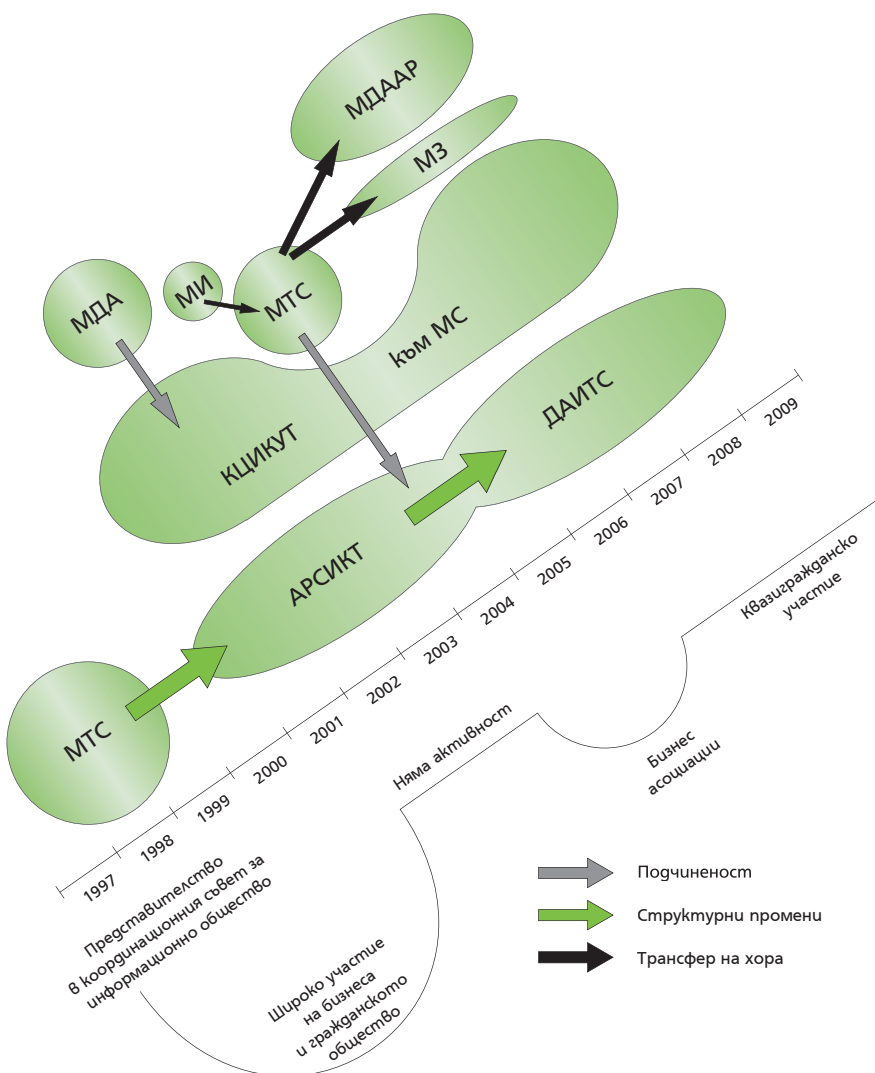 МДААР
МЗ
МДА
МИ
МТС
към МС
КЦИКУТ
ДАИТС
АРСИКТ
МТС
1997
1998
1999
2000
2001
2002
2003
2004
2005
2006
2007
2008
2009
Представителство
в координационния съвет за
информационно общество
Широко участие
на бизнеса
и гражданското
общество
Няма активност
Бизнес
асоциации
Квазигражданско
участие
Подчиненост
Структурни промени
Трансфер на хора